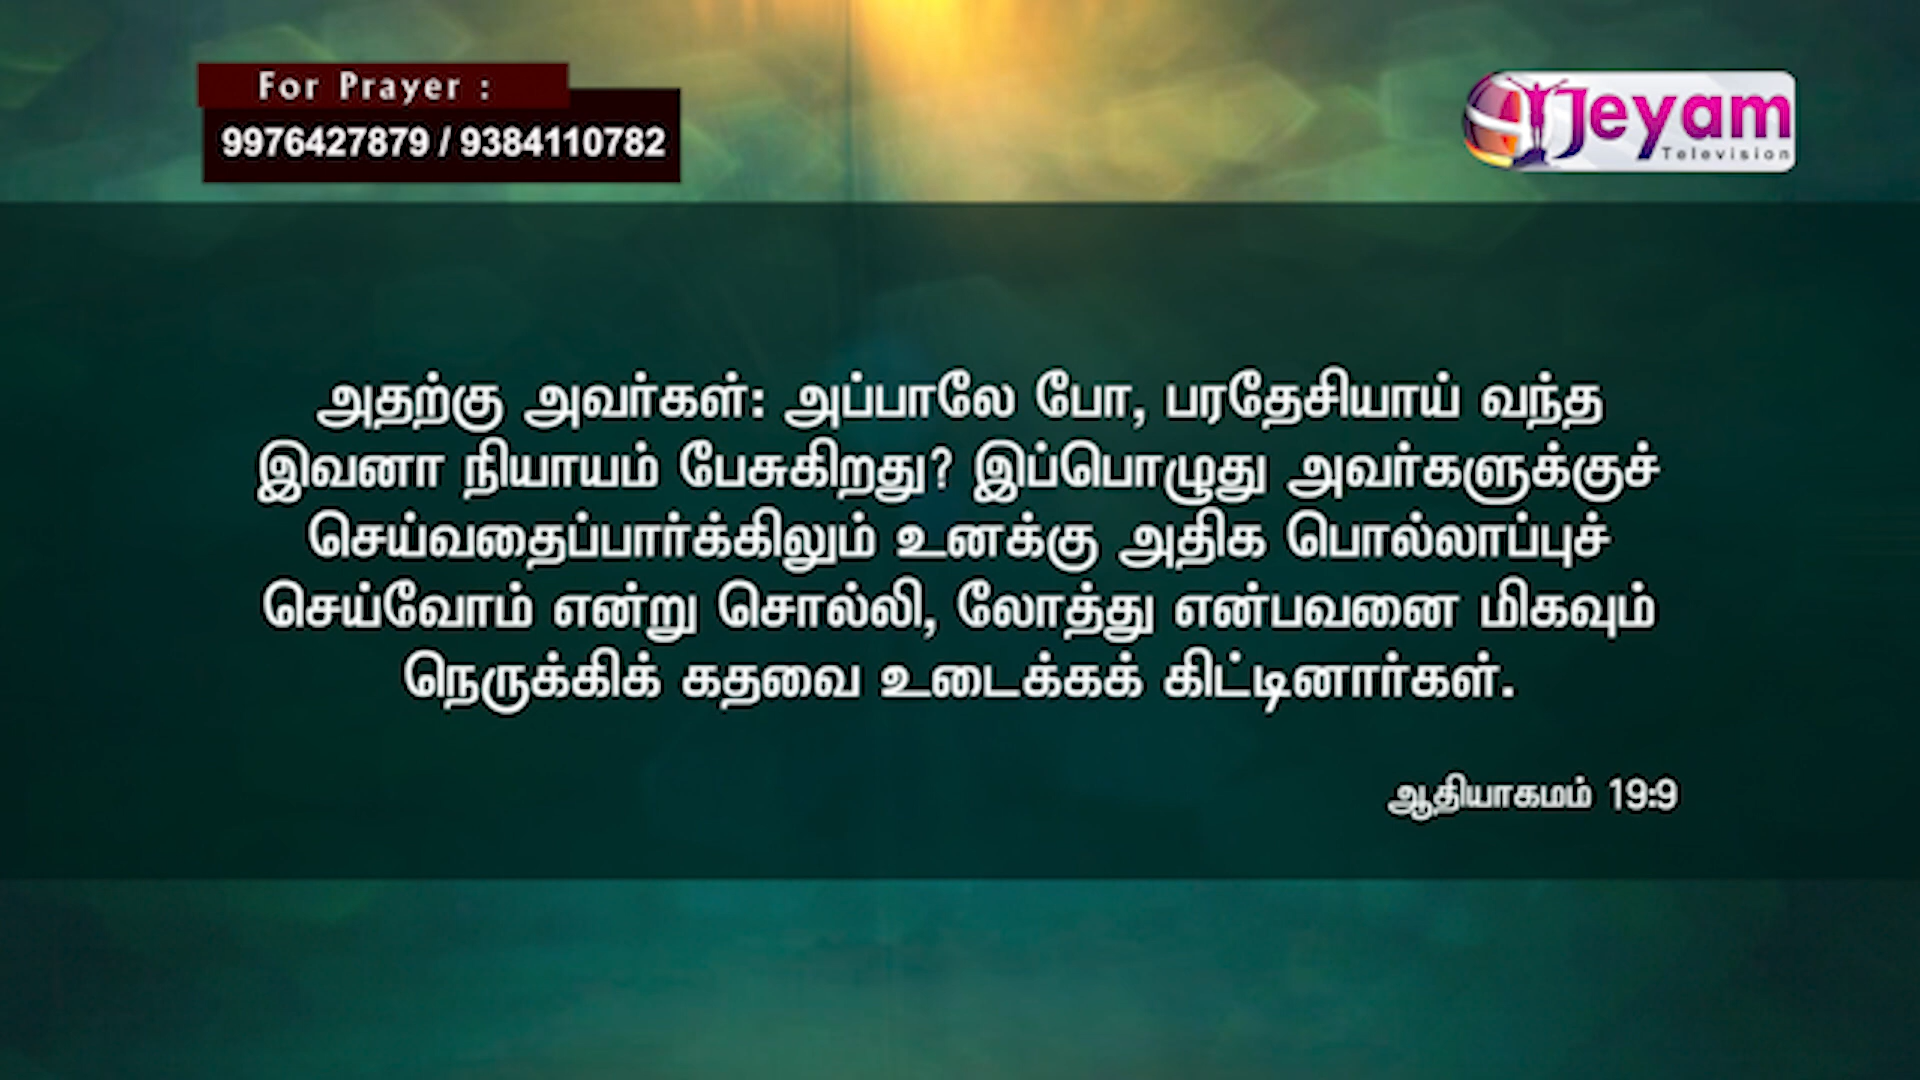 For Prayer :
9976427879 / 9384110782
Jeyam
Television
அதற்கு அவர்கள்: அப்பாலே போ, பரதேசியாய் வந்த
இவனா நியாயம் பேசுகிறது? இப்பொழுது அவர்களுக்குச்
செய்வதைப்பார்க்கிலும் உனக்கு அதிக பொல்லாப்புச்
செய்வோம் என்று சொல்லி, லோத்து என்பவனை மிகவும்
நெருக்கிக் கதவை உடைக்கக் கிட்டினார்கள்.
ஆதியாகமம் 19:9